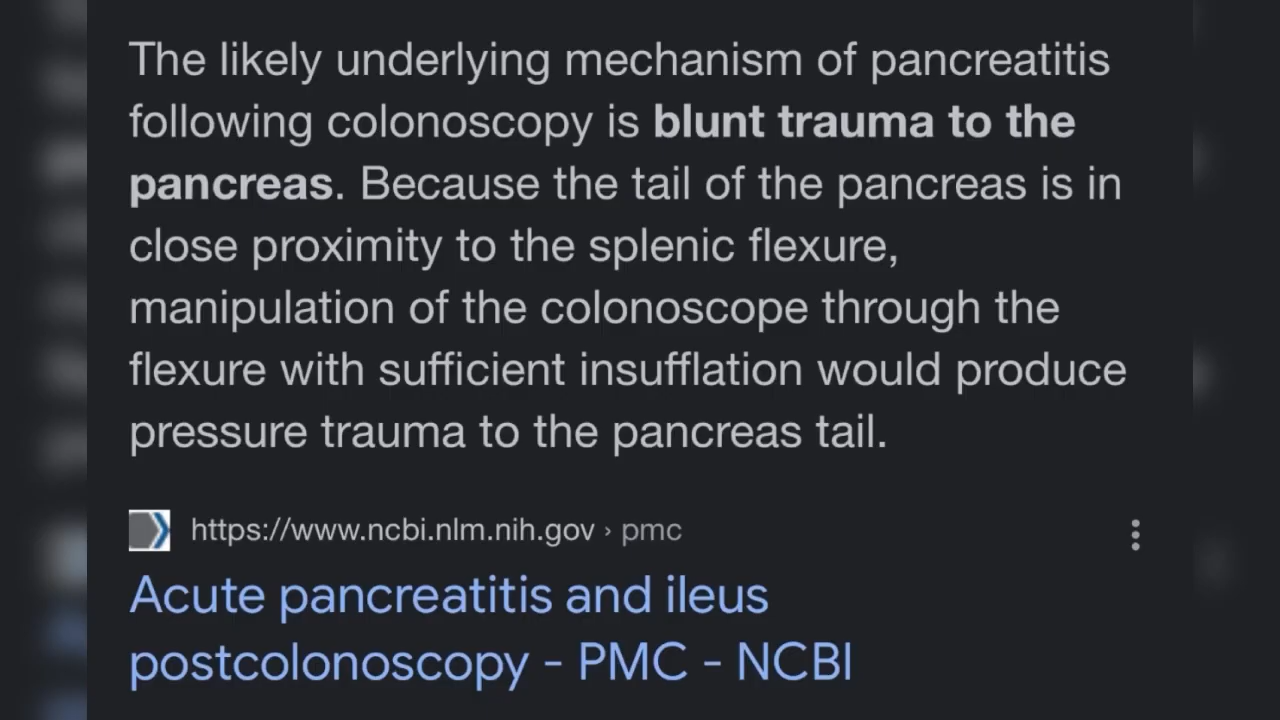 The likely underlying mechanism of pancreatitis
following colonoscopy is blunt trauma to the
pancreas. Because the tail of the pancreas is in
close proximity to the splenic flexure,
manipulation of the colonoscope through the
flexure with sufficient insufflation would produce
pressure trauma to the pancreas tail.
https://www.ncbi.nlm.nih.gov › pmc
Acute pancreatitis and ileus
postcolonoscopy - PMC - NCBI